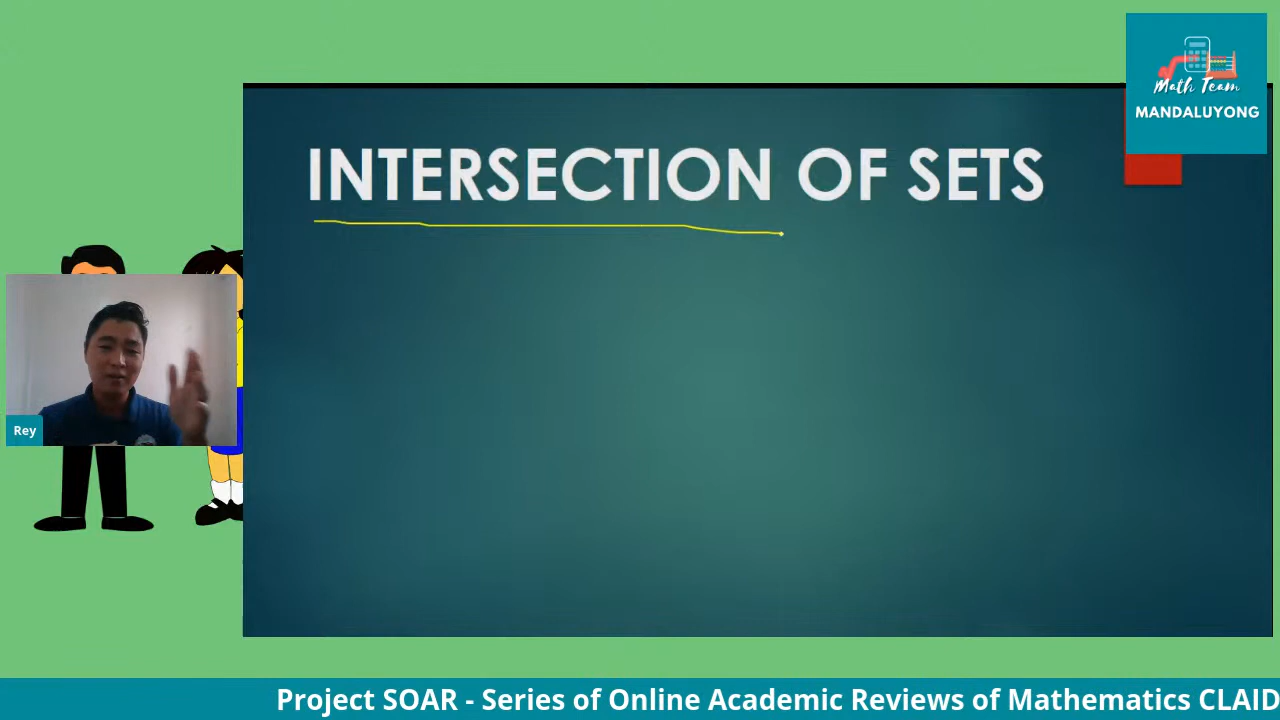 Math Team
MANDALUYONG
INTERSECTION OF SETS
Rey
Project SOAR - Series of Online Academic Reviews of Mathematics CLAID